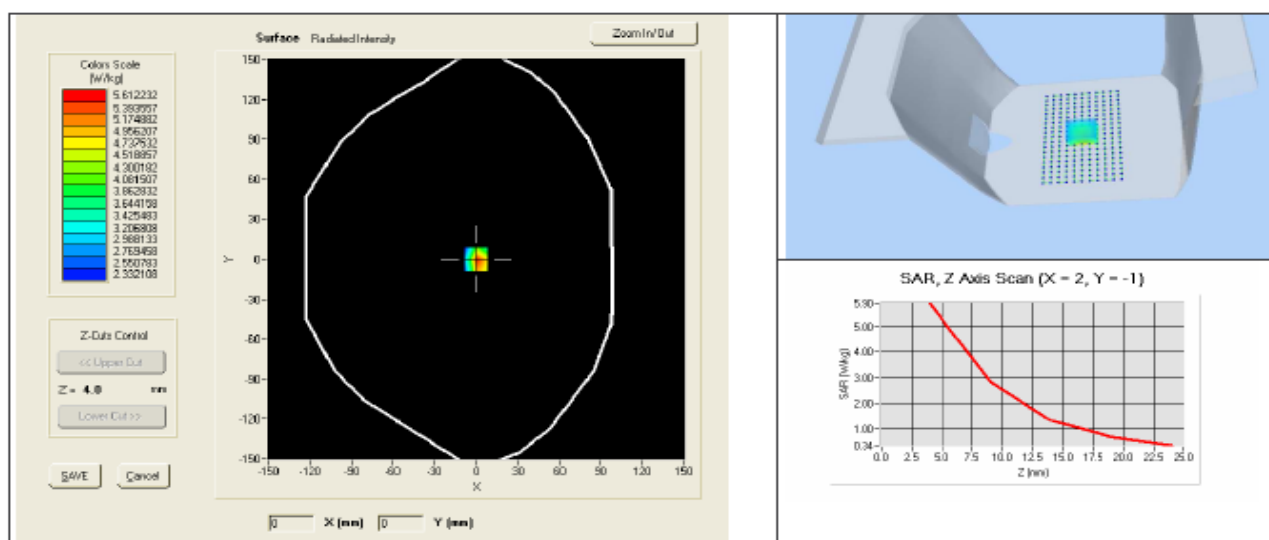 Surface Radiated Intensity
Zoom In/Out
Colors Scale
(W/kg)
5.612232
5.393557
5.174882
4.956207
4.737532
4.518857
4.300182
4.081507
3.862832
3.644158
3.425483
3.206808
2.988133
2.769458
2.550783
2.332108
Z-Cuts Control
<< Upper Cut
Z = 4.0 mm
Lower Cut >>
SAVE Cancel
150
120
90
60
30
0
-30
-60
-90
-120
-150
Y
-150 -120 -90 -60 -30 0 30 60 90 120 150
X
0 X (mm) 0 Y (mm)
SAR, Z Axis Scan (X = 2, Y = -1)
5.90
5.00
4.00
3.00
2.00
1.00
0.34
SAR (W/kg)
0.0 2.5 5.0 7.5 10.0 12.5 15.0 17.5 20.0 22.5 25.0
Z (mm)